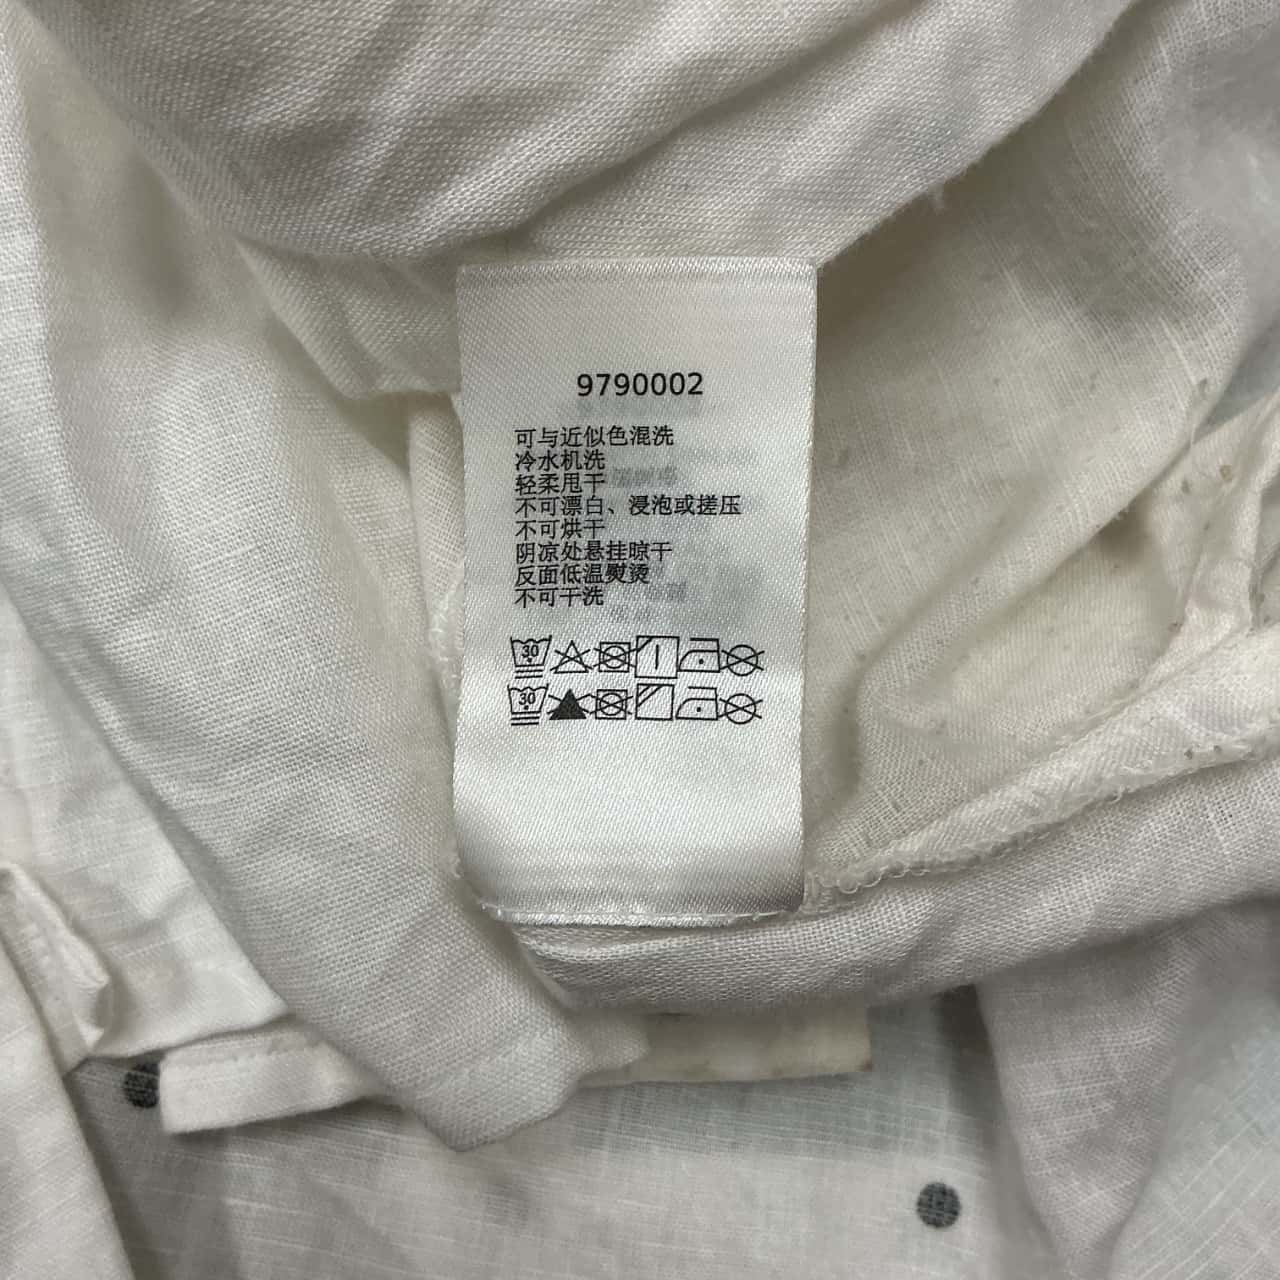 9790002
可与近似色混洗
冷水机洗
轻柔甩干
不可漂白、浸泡或搓压
不可烘干
阴凉处悬挂晾干
反面低温熨烫
不可干洗
30
30